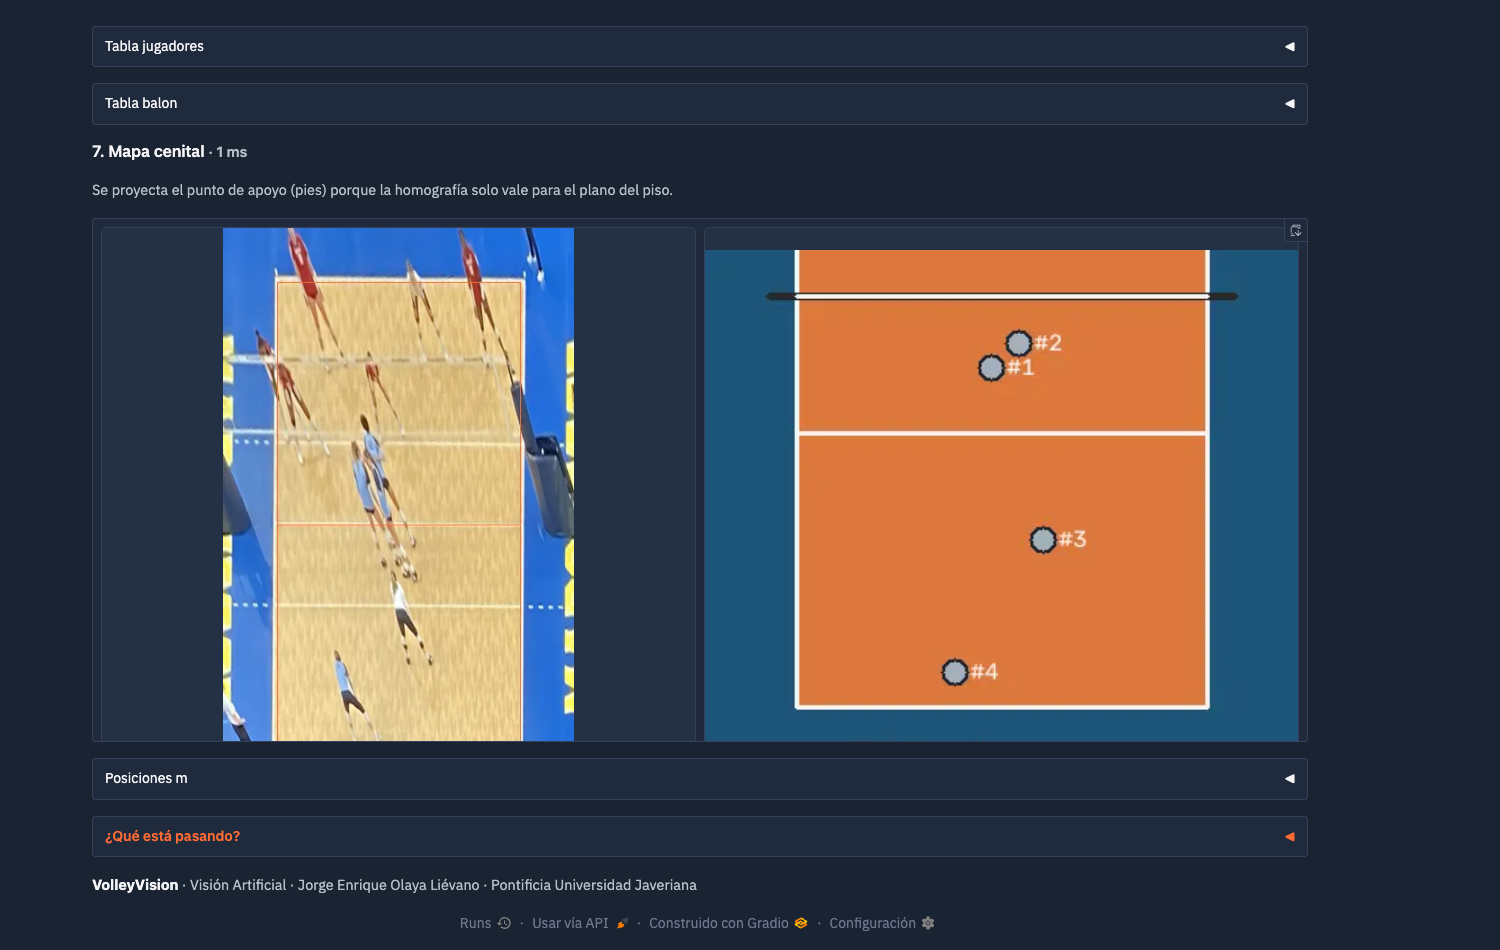 Tabla jugadores
Tabla balon
7. Mapa cenital · 1 ms
Se proyecta el punto de apoyo (pies) porque la homografía solo vale para el plano del piso.
#2
#1
#3
#4
Posiciones m
¿Qué está pasando?
VolleyVision · Visión Artificial · Jorge Enrique Olaya Liévano · Pontificia Universidad Javeriana
Runs · Usar vía API · Construido con Gradio · Configuración